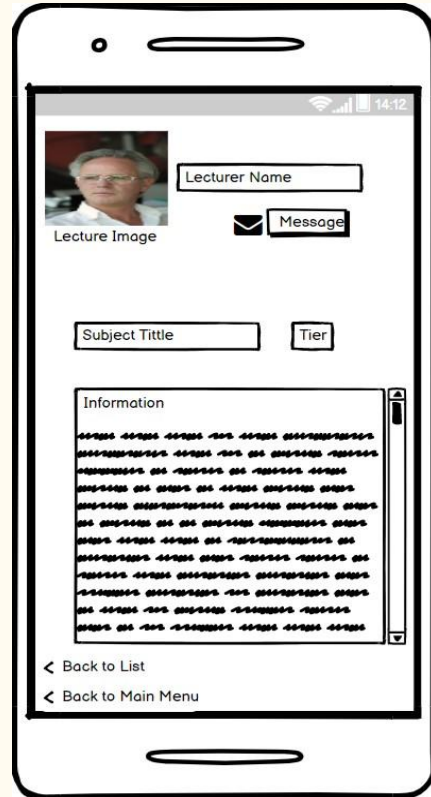 14:12
Lecturer Name
Message
Lecture Image
Subject Tittle
Tier
Information
Back to List
Back to Main Menu